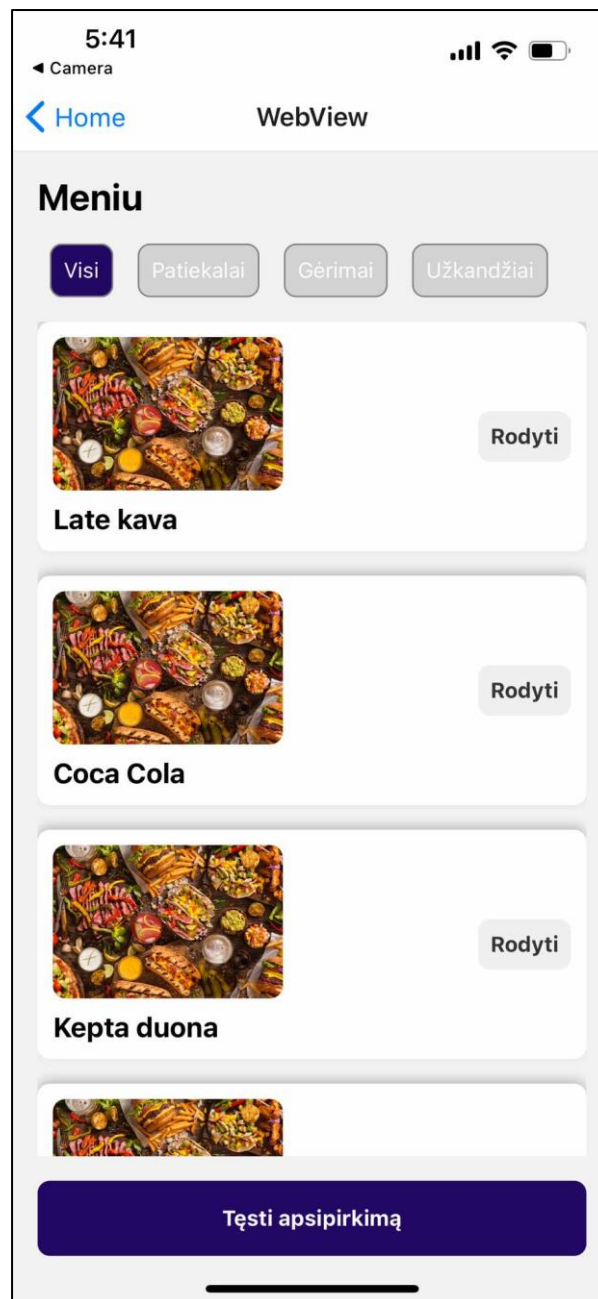 5:41
◀ Camera
Home WebView
Meniu
Visi Patiekalai Gėrimai Užkandžiai
Rodyti
Late kava
Rodyti
Coca Cola
Rodyti
Kepta duona
Tęsti apsipirkimą